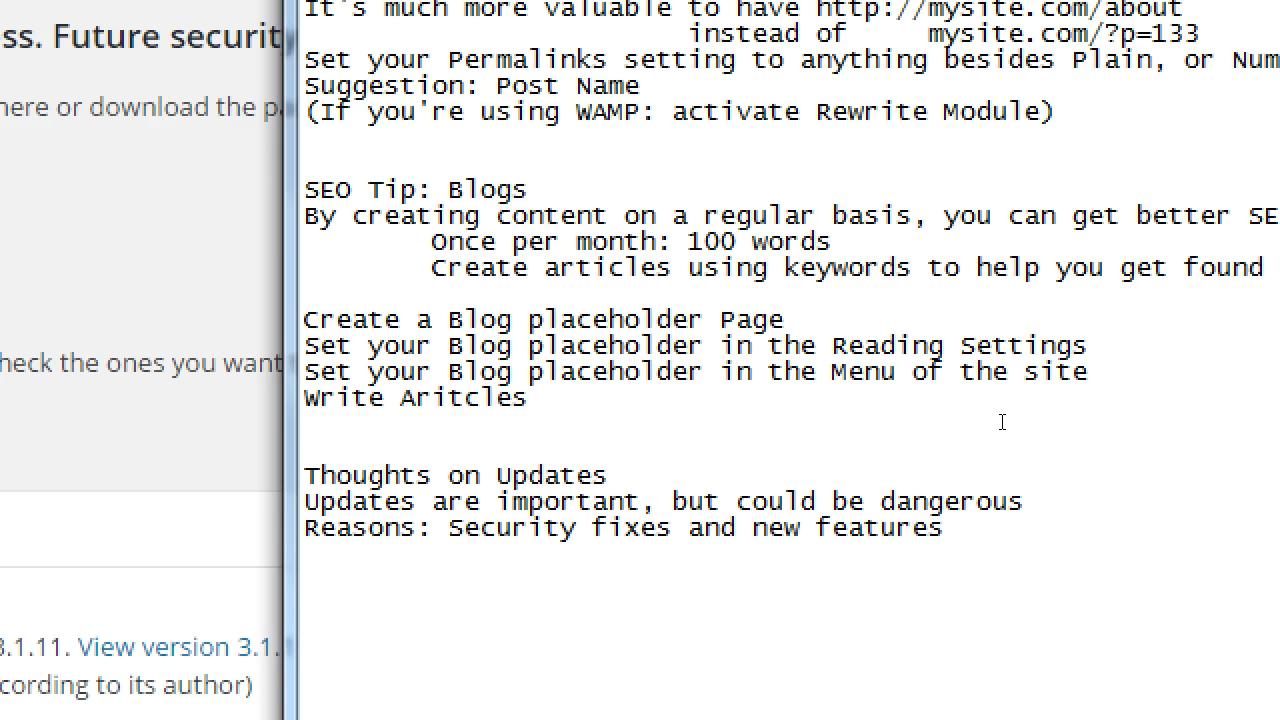 It's much more valuable to have http://mysite.com/about
instead of mysite.com/?p=133
Set your Permalinks setting to anything besides Plain, or Num
Suggestion: Post Name
(If you're using WAMP: activate Rewrite Module)
SEO Tip: Blogs
By creating content on a regular basis, you can get better SE
Once per month: 100 words
Create articles using keywords to help you get found
Create a Blog placeholder Page
Set your Blog placeholder in the Reading Settings
Set your Blog placeholder in the Menu of the site
Write Aritcles
Thoughts on Updates
Updates are important, but could be dangerous
Reasons: Security fixes and new features
ss. Future securit
here or download the p
heck the ones you want
3.1.11. View version 3.1.
cording to its author)